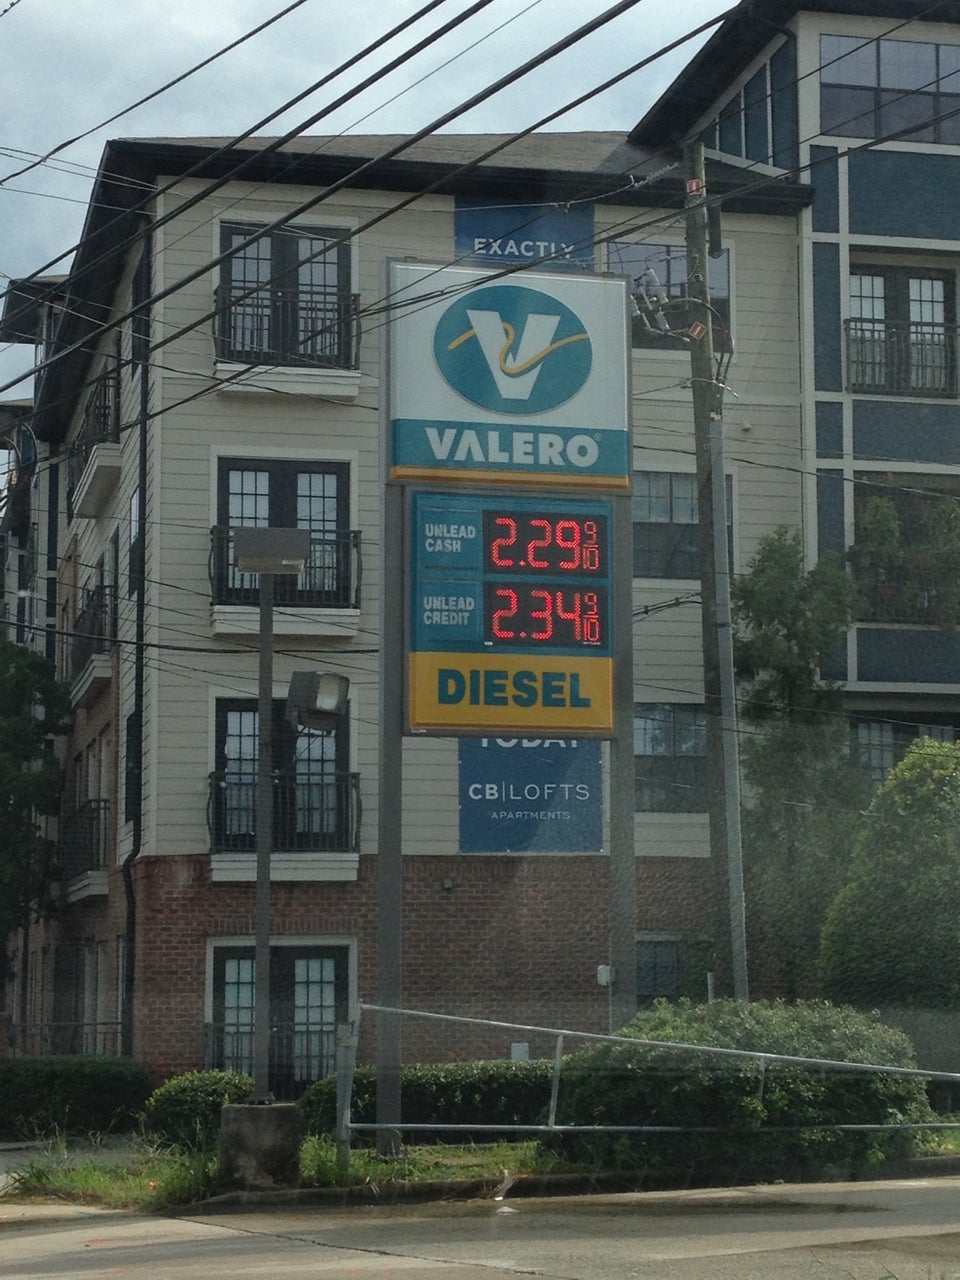 EXACTLY
VALERO
UNLEAD
CASH
2.29 9/10
UNLEAD
CREDIT
2.34 9/10
DIESEL
TODAY
CB|LOFTS
APARTMENTS